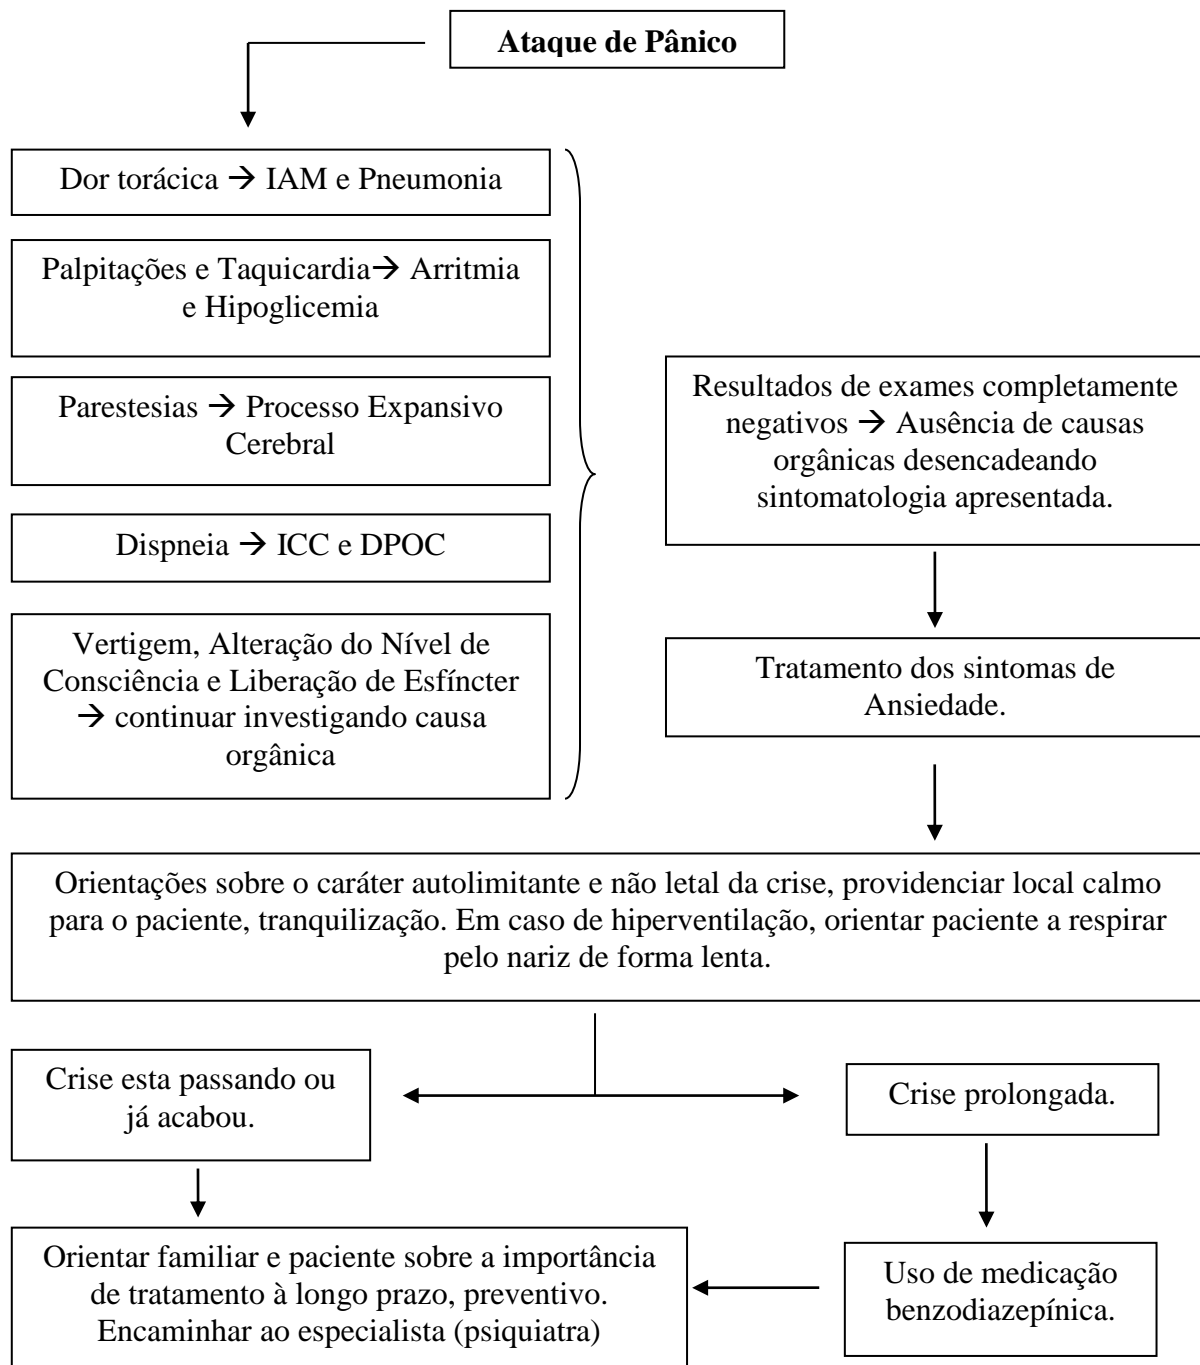 Ataque de Pânico
Dor torácica → IAM e Pneumonia
Palpitações e Taquicardia→ Arritmia
e Hipoglicemia
Parestesias → Processo Expansivo
Cerebral
Dispneia → ICC e DPOC
Vertigem, Alteração do Nível de
Consciência e Liberação de Esfíncter
→ continuar investigando causa
orgânica
Resultados de exames completamente
negativos → Ausência de causas
orgânicas desencadeando
sintomatologia apresentada.
Tratamento dos sintomas de
Ansiedade.
Orientações sobre o caráter autolimitante e não letal da crise, providenciar local calmo
para o paciente, tranquilização. Em caso de hiperventilação, orientar paciente a respirar
pelo nariz de forma lenta.
Crise esta passando ou
já acabou.
Crise prolongada.
Orientar familiar e paciente sobre a importância
de tratamento à longo prazo, preventivo.
Encaminhar ao especialista (psiquiatra)
Uso de medicação
benzodiazepínica.